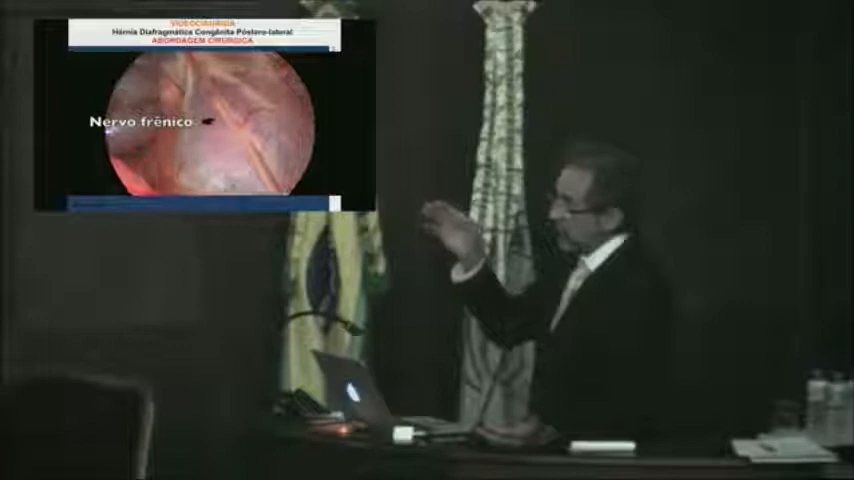 VIDEOCIRURGIA
Hérnia Diafragmática Congênita Póstero-lateral
ABORDAGEM CIRÚRGICA
Nervo frênico